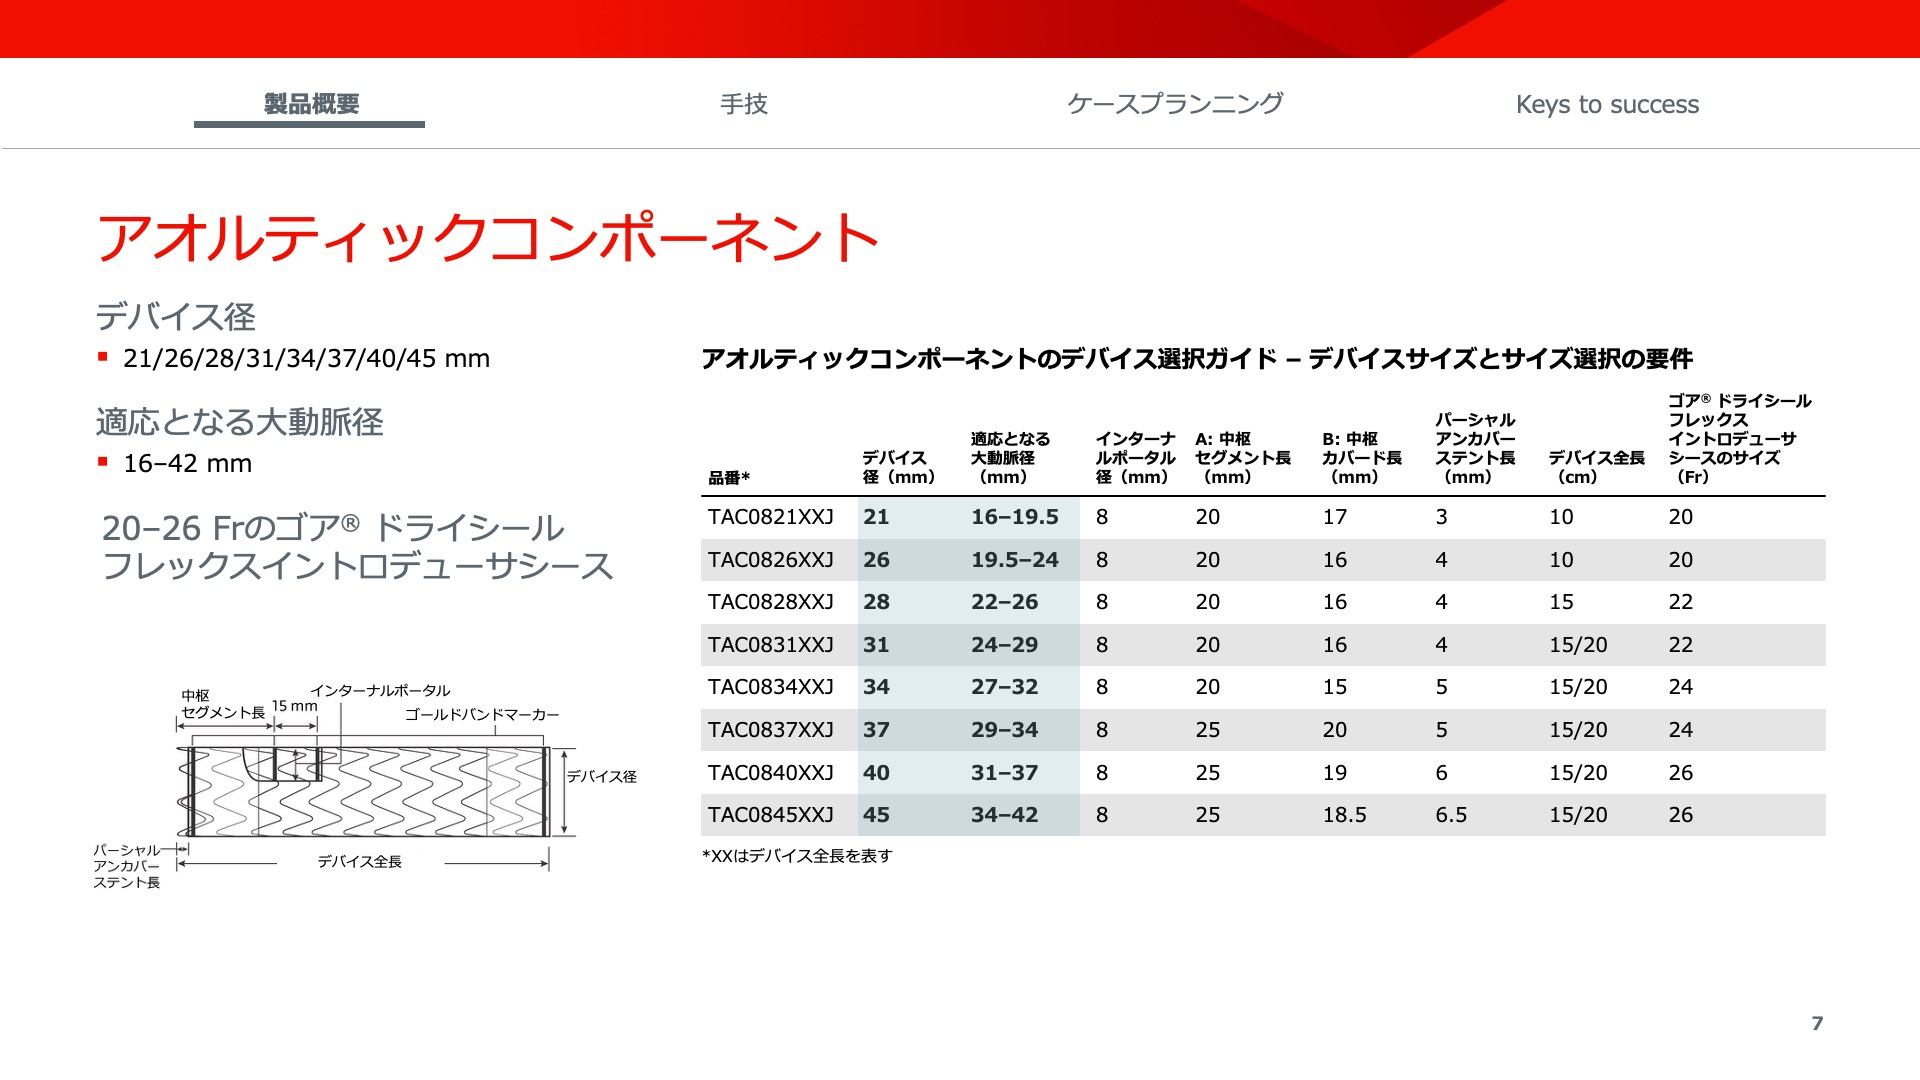 製品概要 手技 ケースプランニング Keys to success
アオルティックコンポーネント
デバイス径
▪ 21/26/28/31/34/37/40/45 mm
適応となる大動脈径
▪ 16–42 mm
20–26 Frのゴア® ドライシール
フレックスイントロデューサシース
中枢
セグメント長
15 mm
インターナルポータル
ゴールドバンドマーカー
デバイス径
パーシャル
アンカバー
ステント長
デバイス全長
アオルティックコンポーネントのデバイス選択ガイド – デバイスサイズとサイズ選択の要件
品番*
デバイス
径（mm）
適応となる
大動脈径
（mm）
インターナ
ルポータル
径（mm）
A: 中枢
セグメント長
（mm）
B: 中枢
カバード長
（mm）
パーシャル
アンカバー
ステント長
（mm）
デバイス全長
（cm）
ゴア® ドライシール
フレックス
イントロデューサ
シースのサイズ
（Fr）
TAC0821XXJ 21 16–19.5 8 20 17 3 10 20
TAC0826XXJ 26 19.5–24 8 20 16 4 10 20
TAC0828XXJ 28 22–26 8 20 16 4 15 22
TAC0831XXJ 31 24–29 8 20 16 4 15/20 22
TAC0834XXJ 34 27–32 8 20 15 5 15/20 24
TAC0837XXJ 37 29–34 8 25 20 5 15/20 24
TAC0840XXJ 40 31–37 8 25 19 6 15/20 26
TAC0845XXJ 45 34–42 8 25 18.5 6.5 15/20 26
*XXはデバイス全長を表す
7